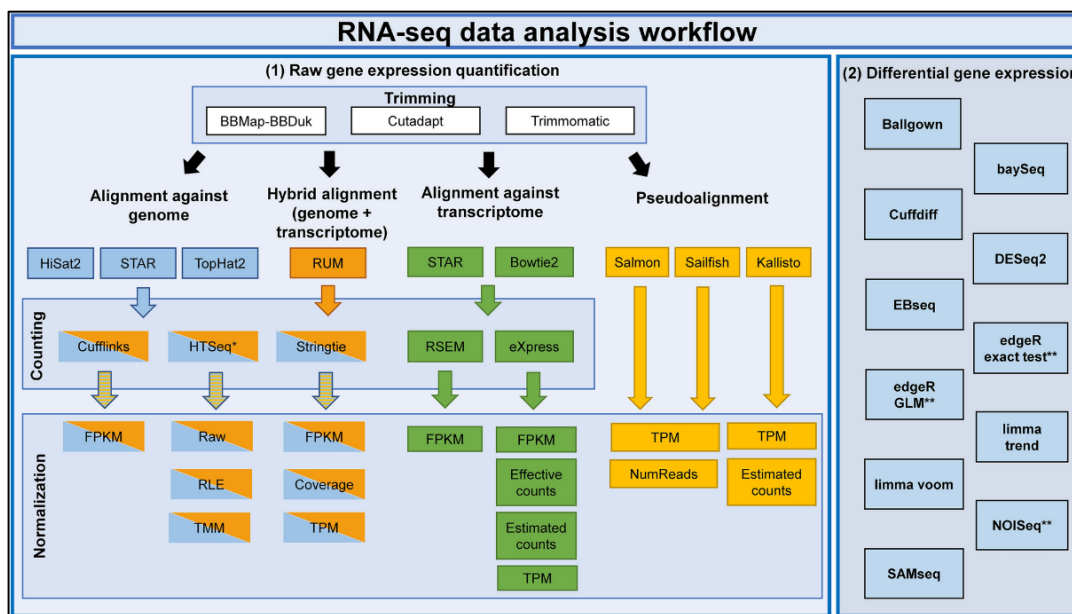 RNA-seq data analysis workflow
(1) Raw gene expression quantification
Trimming
BBMap-BBDuk
Cutadapt
Trimmomatic
Alignment against
genome
Hybrid alignment
(genome +
transcriptome)
Alignment against
transcriptome
Pseudoalignment
HiSat2
STAR
TopHat2
RUM
STAR
Bowtie2
Salmon
Sailfish
Kallisto
Counting
Cufflinks
HTSeq*
Stringtie
RSEM
eXpress
Normalization
FPKM
Raw
RLE
TMM
FPKM
Coverage
TPM
FPKM
FPKM
Effective
counts
Estimated
counts
TPM
TPM
NumReads
TPM
Estimated
counts
(2) Differential gene expression
Ballgown
baySeq
Cuffdiff
DESeq2
EBseq
edgeR
exact test**
edgeR
GLM**
limma
trend
limma voom
NOISeq**
SAMseq